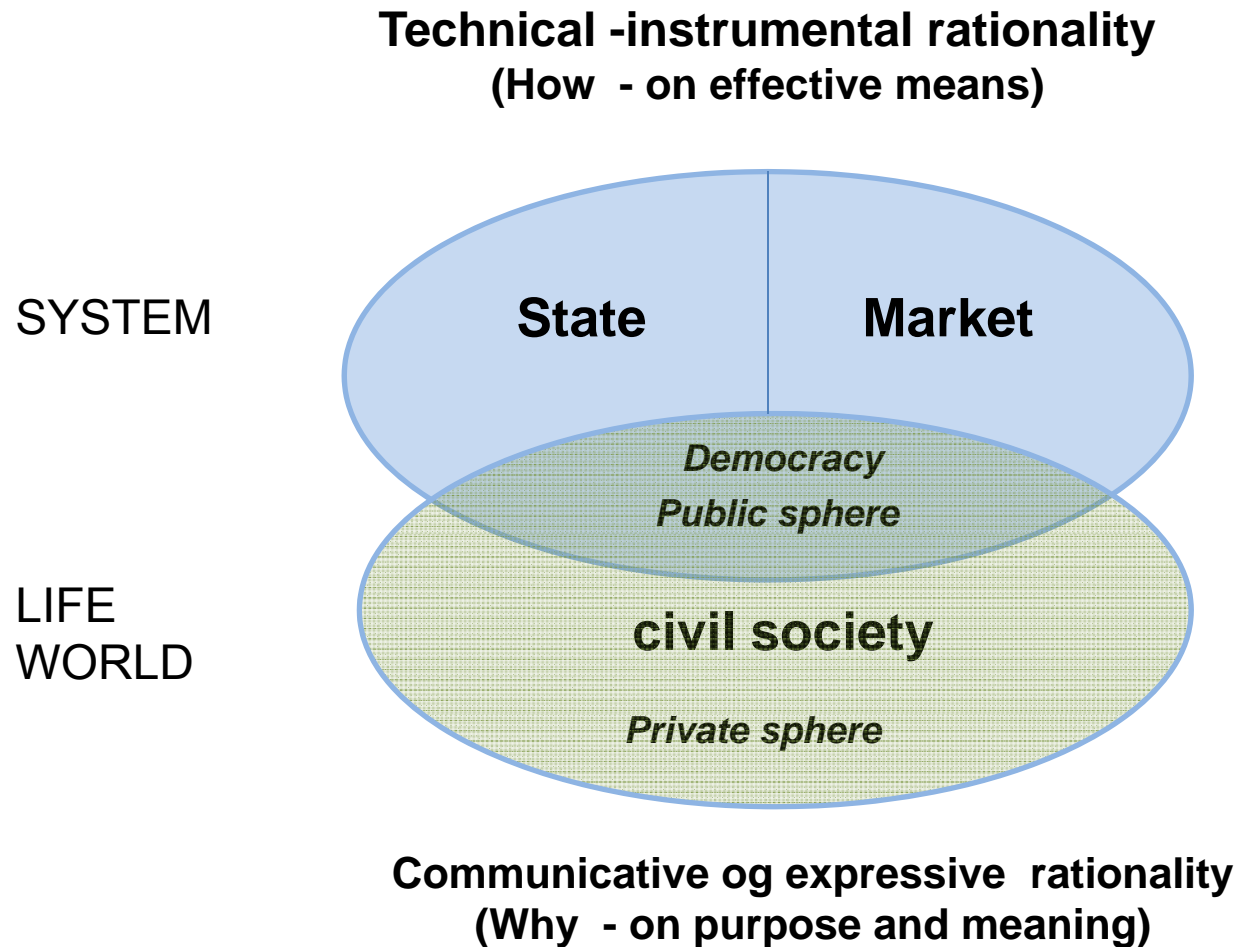 Technical -instrumental rationality
(How - on effective means)
SYSTEM
State
Market
Democracy
Public sphere
LIFE
WORLD
civil society
Private sphere
Communicative og expressive rationality
(Why - on purpose and meaning)